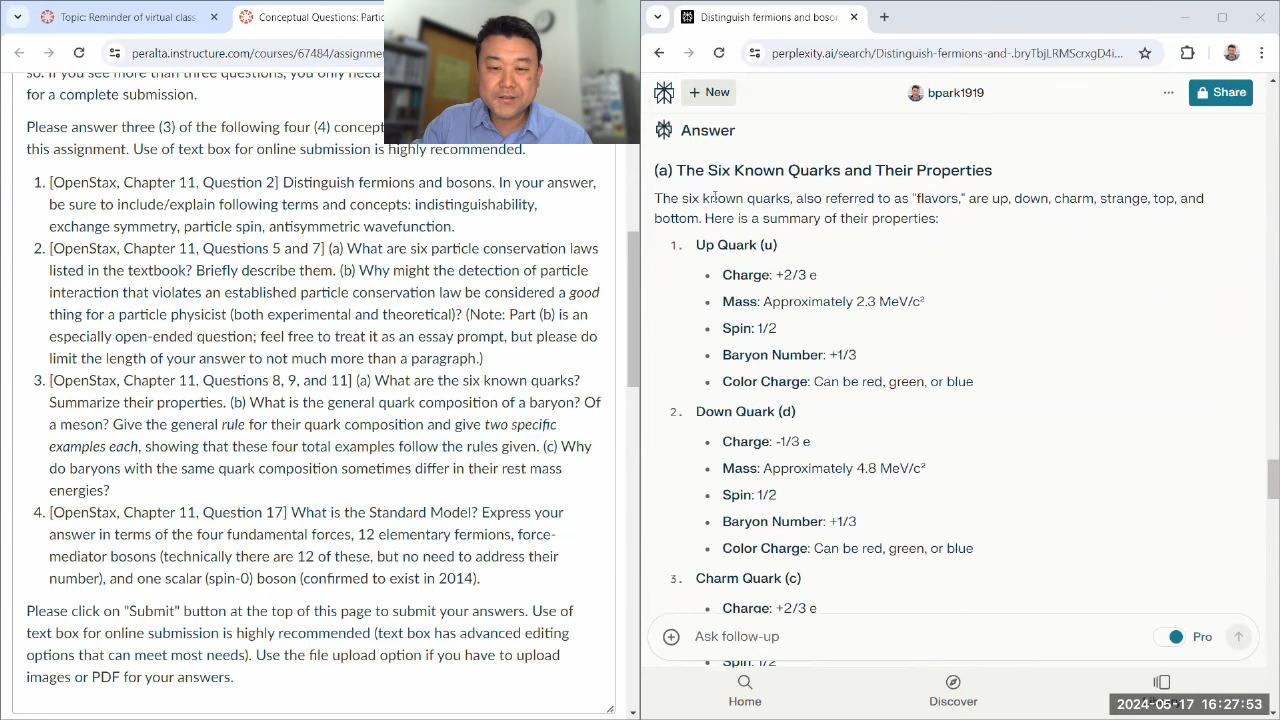 Topic: Reminder of virtual class
Conceptual Questions: Partic
peralta.instructure.com/courses/67484/assignme
so. If you see more than three questions, you only need
for a complete submission.
Please answer three (3) of the following four (4) concept
this assignment. Use of text box for online submission is highly recommended.
1. [OpenStax, Chapter 11, Question 2] Distinguish fermions and bosons. In your answer,
be sure to include/explain following terms and concepts: indistinguishability,
exchange symmetry, particle spin, antisymmetric wavefunction.
2. [OpenStax, Chapter 11, Questions 5 and 7] (a) What are six particle conservation laws
listed in the textbook? Briefly describe them. (b) Why might the detection of particle
interaction that violates an established particle conservation law be considered a good
thing for a particle physicist (both experimental and theoretical)? (Note: Part (b) is an
especially open-ended question; feel free to treat it as an essay prompt, but please do
limit the length of your answer to not much more than a paragraph.)
3. [OpenStax, Chapter 11, Questions 8, 9, and 11] (a) What are the six known quarks?
Summarize their properties. (b) What is the general quark composition of a baryon? Of
a meson? Give the general rule for their quark composition and give two specific
examples each, showing that these four total examples follow the rules given. (c) Why
do baryons with the same quark composition sometimes differ in their rest mass
energies?
4. [OpenStax, Chapter 11, Question 17] What is the Standard Model? Express your
answer in terms of the four fundamental forces, 12 elementary fermions, force-
mediator bosons (technically there are 12 of these, but no need to address their
number), and one scalar (spin-0) boson (confirmed to exist in 2014).
Please click on "Submit" button at the top of this page to submit your answers. Use of
text box for online submission is highly recommended (text box has advanced editing
options that can meet most needs). Use the file upload option if you have to upload
images or PDF for your answers.
Distinguish fermions and boson
perplexity.ai/search/Distinguish-fermions-and-.bryTbjLRMScngD4i...
New
bpark1919
Share
Answer
(a) The Six Known Quarks and Their Properties
The six known quarks, also referred to as "flavors," are up, down, charm, strange, top, and
bottom. Here is a summary of their properties:
1. Up Quark (u)
• Charge: +2/3 e
• Mass: Approximately 2.3 MeV/c²
• Spin: 1/2
• Baryon Number: +1/3
• Color Charge: Can be red, green, or blue
2. Down Quark (d)
• Charge: -1/3 e
• Mass: Approximately 4.8 MeV/c²
• Spin: 1/2
• Baryon Number: +1/3
• Color Charge: Can be red, green, or blue
3. Charm Quark (c)
• Charge: +2/3 e
Ask follow-up
Pro
Spin: 1/2
Home
Discover
2024-05-17 16:27:53